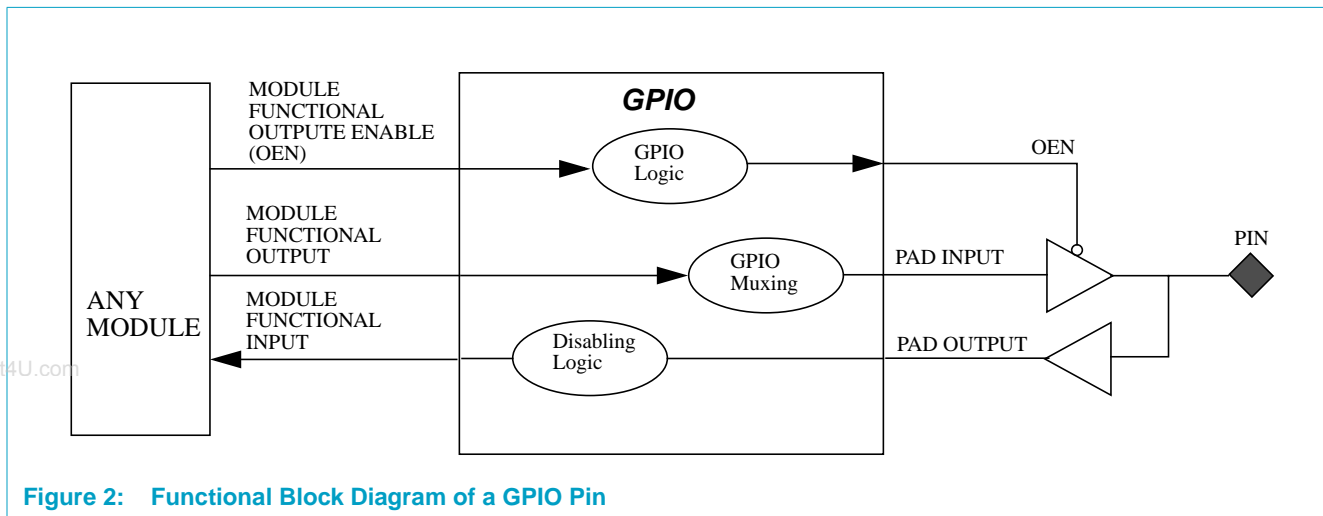 MODULE
FUNCTIONAL
OUTPUTE ENABLE
(OEN)
GPIO
GPIO
Logic
OEN
MODULE
FUNCTIONAL
OUTPUT
GPIO
Muxing
PAD INPUT
PIN
ANY
MODULE
MODULE
FUNCTIONAL
INPUT
Disabling
Logic
PAD OUTPUT
t4U.com
Figure 2: Functional Block Diagram of a GPIO Pin